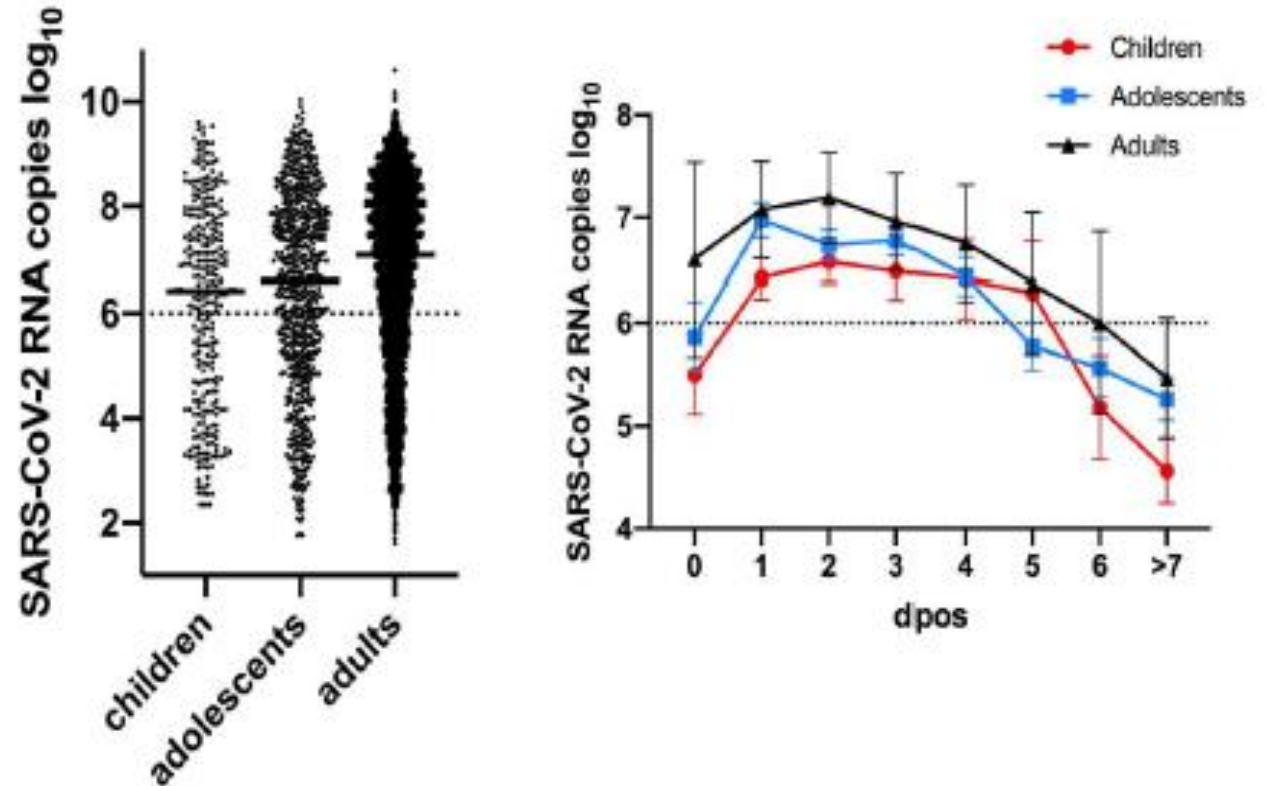 SARS-CoV-2 RNA copies log10
10
8
6
4
2
children
adolescents
adults
SARS-CoV-2 RNA copies log10
8
7
6
5
4
0 1 2 3 4 5 6 >7
dpos
Children
Adolescents
Adults